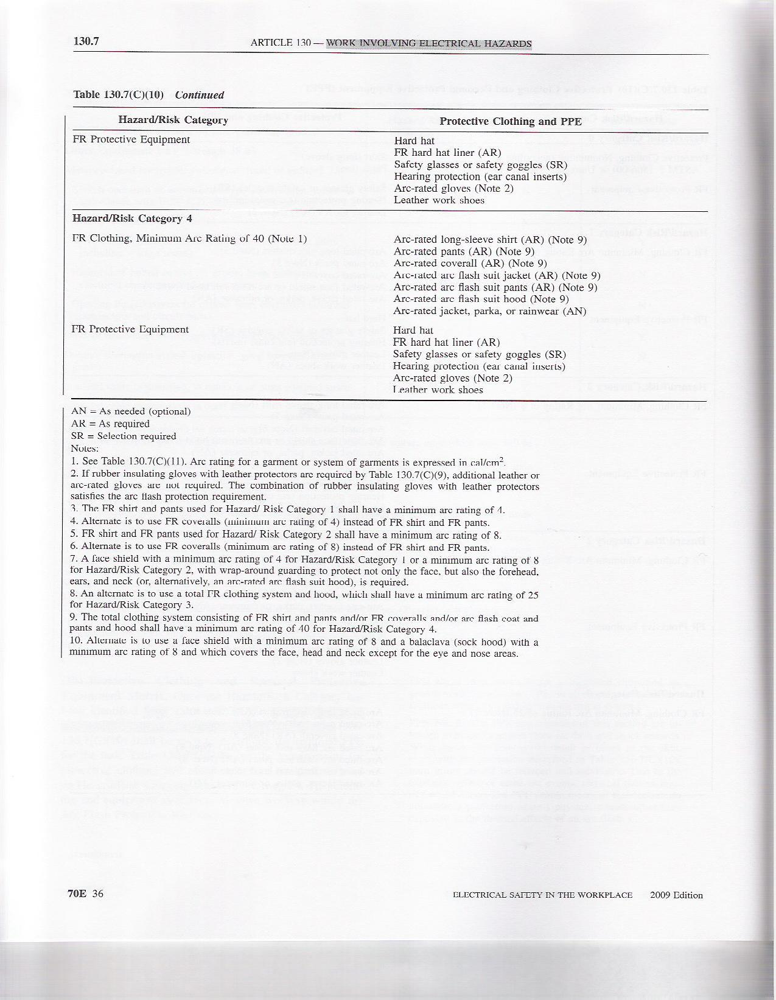 130.7
ARTICLE 130 — WORK INVOLVING ELECTRICAL HAZARDS
Table 130.7(C)(10) Continued
Hazard/Risk Category
Protective Clothing and PPE
FR Protective Equipment
Hard hat
FR hard hat liner (AR)
Safety glasses or safety goggles (SR)
Hearing protection (ear canal inserts)
Arc-rated gloves (Note 2)
Leather work shoes
Hazard/Risk Category 4
FR Clothing, Minimum Arc Rating of 40 (Note 1)
Arc-rated long-sleeve shirt (AR) (Note 9)
Arc-rated pants (AR) (Note 9)
Arc-rated coverall (AR) (Note 9)
Arc-rated arc flash suit jacket (AR) (Note 9)
Arc-rated arc flash suit pants (AR) (Note 9)
Arc-rated arc flash suit hood (Note 9)
Arc-rated jacket, parka, or rainwear (AN)
FR Protective Equipment
Hard hat
FR hard hat liner (AR)
Safety glasses or safety goggles (SR)
Hearing protection (ear canal inserts)
Arc-rated gloves (Note 2)
Leather work shoes
AN = As needed (optional)
AR = As required
SR = Selection required
Notes:
1. See Table 130.7(C)(11). Arc rating for a garment or system of garments is expressed in cal/cm².
2. If rubber insulating gloves with leather protectors are required by Table 130.7(C)(9), additional leather or
arc-rated gloves are not required. The combination of rubber insulating gloves with leather protectors
satisfies the arc flash protection requirement.
3. The FR shirt and pants used for Hazard/ Risk Category 1 shall have a minimum arc rating of 4.
4. Alternate is to use FR coveralls (minimum arc rating of 4) instead of FR shirt and FR pants.
5. FR shirt and FR pants used for Hazard/ Risk Category 2 shall have a minimum arc rating of 8.
6. Alternate is to use FR coveralls (minimum arc rating of 8) instead of FR shirt and FR pants.
7. A face shield with a minimum arc rating of 4 for Hazard/Risk Category 1 or a minimum arc rating of 8
for Hazard/Risk Category 2, with wrap-around guarding to protect not only the face, but also the forehead,
ears, and neck (or, alternatively, an arc-rated arc flash suit hood), is required.
8. An alternate is to use a total FR clothing system and hood, which shall have a minimum arc rating of 25
for Hazard/Risk Category 3.
9. The total clothing system consisting of FR shirt and pants and/or FR coveralls and/or arc flash coat and
pants and hood shall have a minimum arc rating of 40 for Hazard/Risk Category 4.
10. Alternate is to use a face shield with a minimum arc rating of 8 and a balaclava (sock hood) with a
minimum arc rating of 8 and which covers the face, head and neck except for the eye and nose areas.
70E 36
ELECTRICAL SAFETY IN THE WORKPLACE 2009 Edition